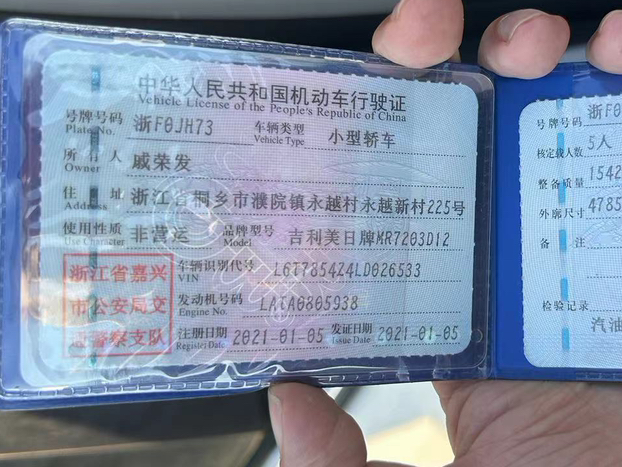 中华人民共和国机动车行驶证
Vehicle License of the People's Republic of China
号牌号码 浙F0JH73 车辆类型 小型轿车
Plate No. Vehicle Type
所有人 戚荣发
Owner
住址 浙江省桐乡市濮院镇永越村永越新村225号
Address
使用性质 非营运 品牌型号 吉利美日牌MR7203D12
Use Character Model
浙江省嘉兴
市公安局交
通警察支队
车辆识别代号 L6T7854Z4LD026533
VIN
发动机号码 LATA0805938
Engine No.
注册日期 2021-01-05 发证日期 2021-01-05
Register Date Issue Date
号牌号码 浙F0
核定载人数 5人
整备质量 1542
外廓尺寸 4785
备注
检验记录
汽油